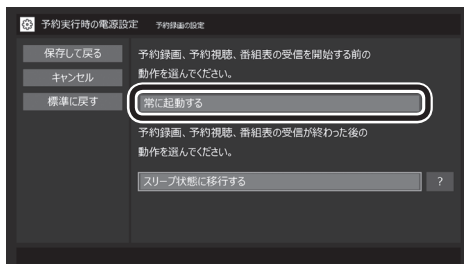 予約実行時の電源設定 予約録画の設定
保存して戻る
キャンセル
標準に戻す
予約録画、予約視聴、番組表の受信を開始する前の
動作を選んでください。
常に起動する
予約録画、予約視聴、番組表の受信が終わった後の
動作を選んでください。
スリープ状態に移行する ?